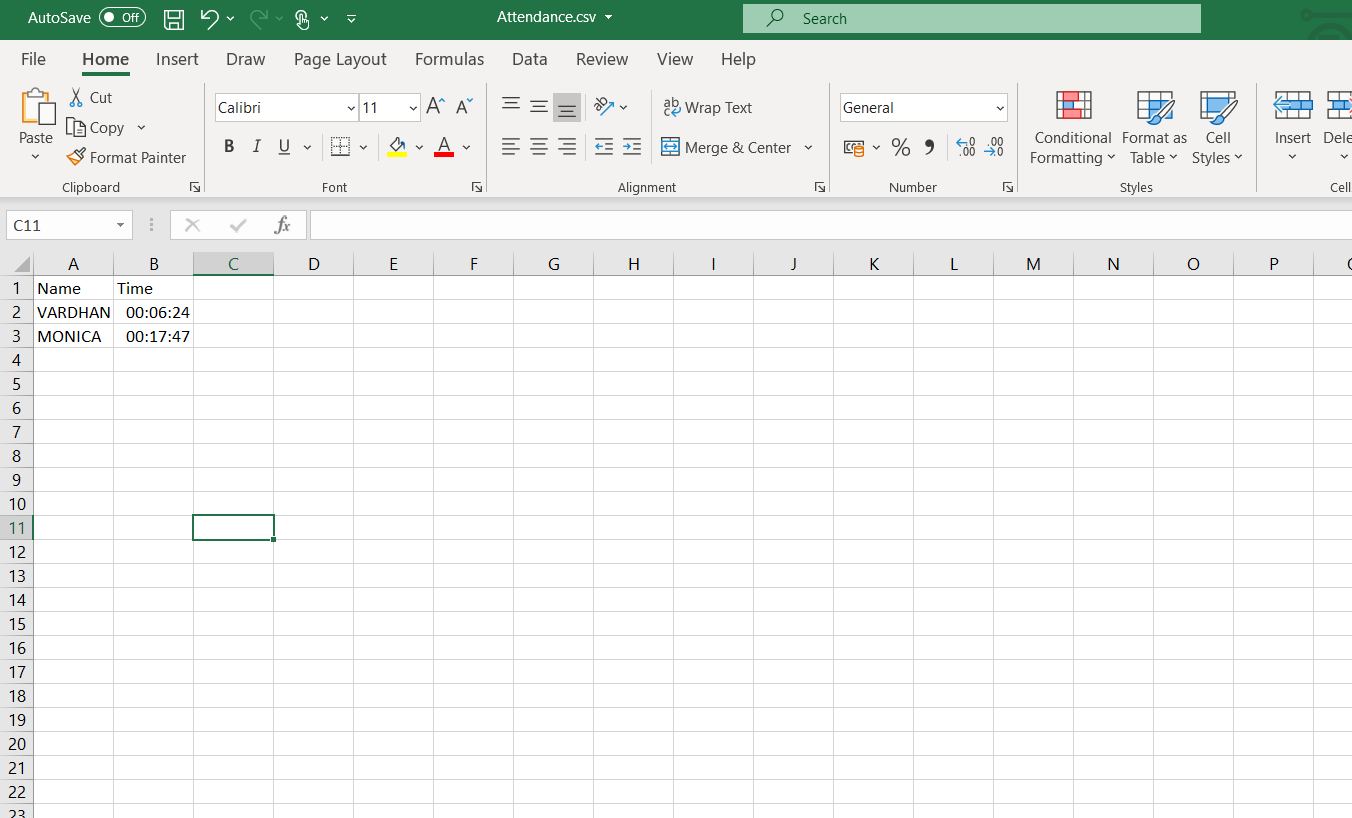 AutoSave Off Attendance.csv Search
File Home Insert Draw Page Layout Formulas Data Review View Help
Paste Cut Copy Format Painter
Clipboard
Calibri 11 A A
B I U A
Font
ab Wrap Text
Merge & Center
Alignment
General
% .00 .00
Number
Conditional Formatting
Format as Table
Cell Styles
Styles
Insert Dele
Cell
C11 fx
A B C D E F G H I J K L M N O P
1 Name Time
2 VARDHAN 00:06:24
3 MONICA 00:17:47
4
5
6
7
8
9
10
11
12
13
14
15
16
17
18
19
20
21
22
23